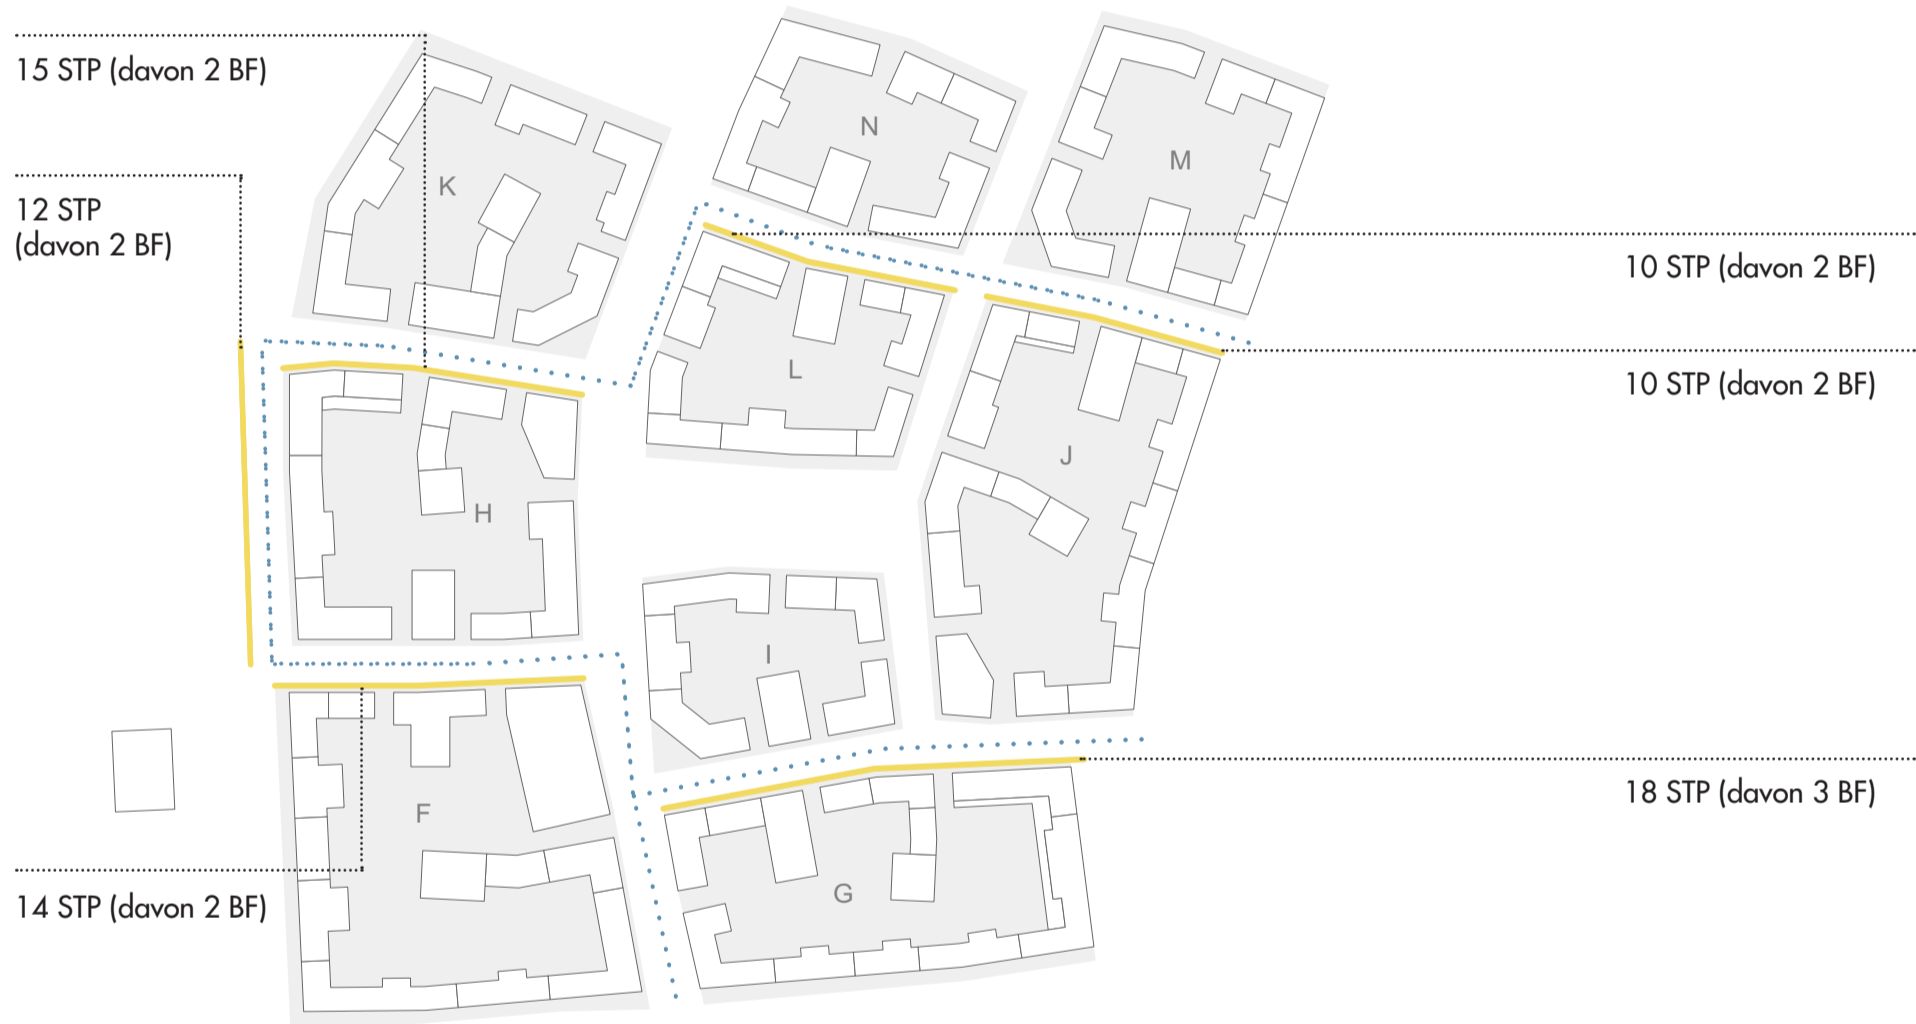 15 STP (davon 2 BF)
12 STP
(davon 2 BF)
14 STP (davon 2 BF)
K
N
M
L
J
H
I
F
G
10 STP (davon 2 BF)
10 STP (davon 2 BF)
18 STP (davon 3 BF)